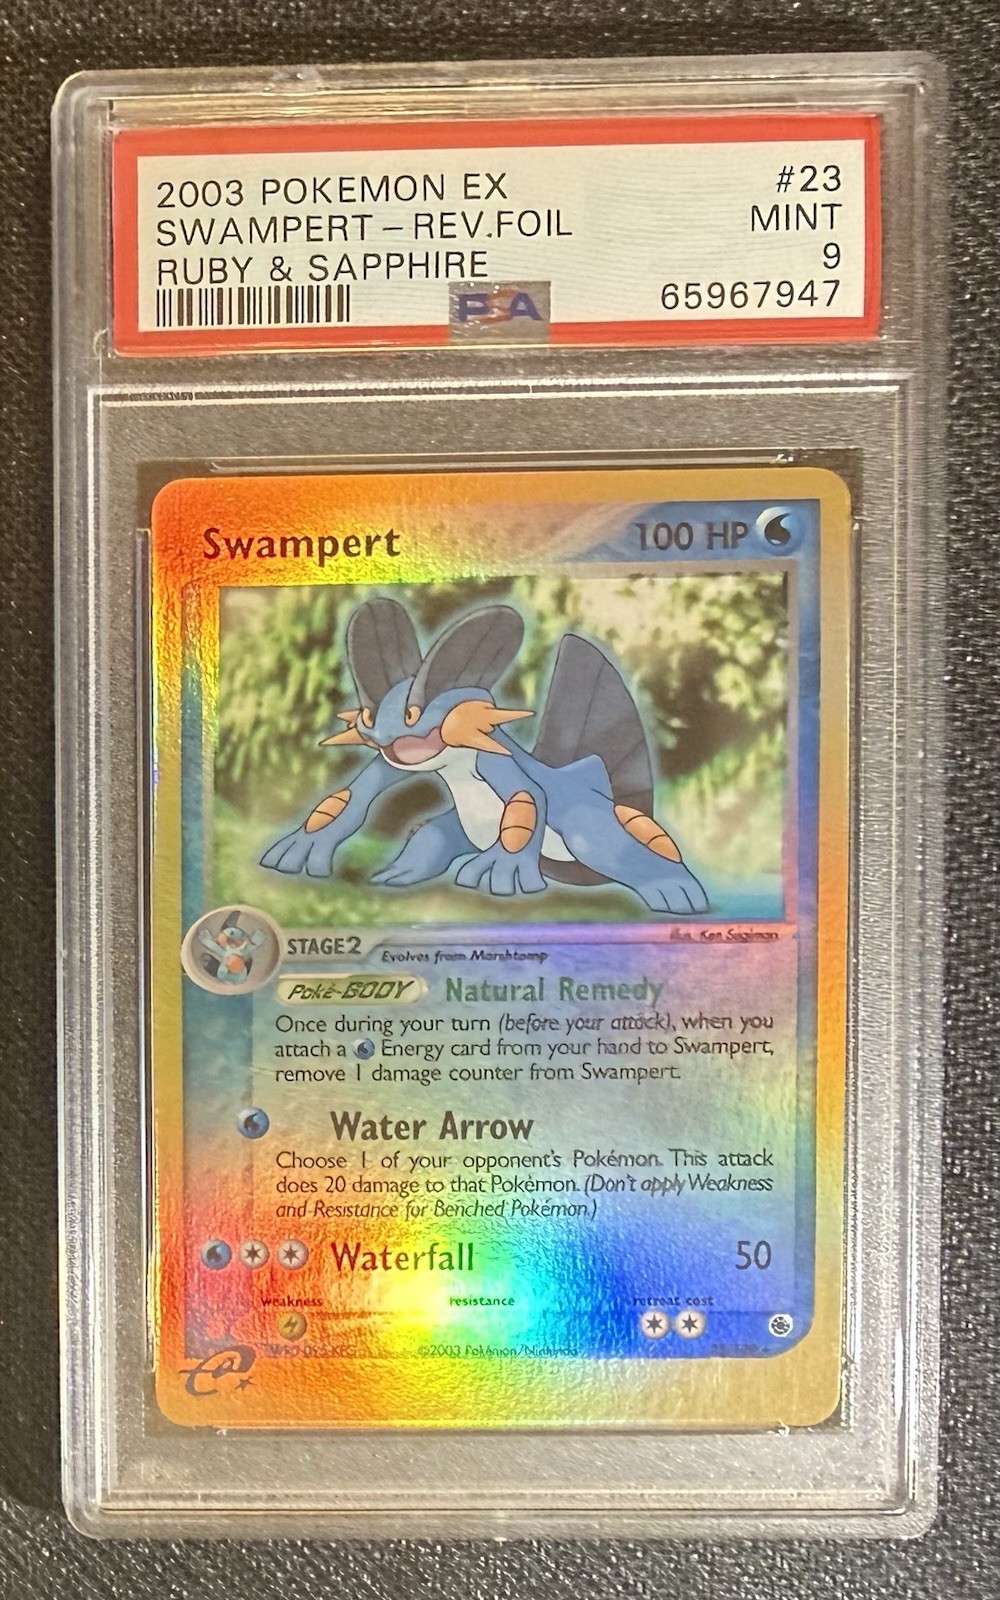 2003 POKEMON EX #23
SWAMPERT - REV.FOIL MINT
RUBY & SAPPHIRE 9
PSA 65967947
Swampert 100 HP
Illus. Ken Sugimori
STAGE2 Evolves from Marshtomp
Poké-BODY Natural Remedy
Once during your turn (before your attack), when you
attach a Energy card from your hand to Swampert,
remove 1 damage counter from Swampert.
Water Arrow
Choose 1 of your opponent's Pokémon. This attack
does 20 damage to that Pokémon. (Don't apply Weakness
and Resistance for Benched Pokémon.)
Waterfall 50
weakness resistance retreat cost
©2003 Pokémon/Nintendo
e